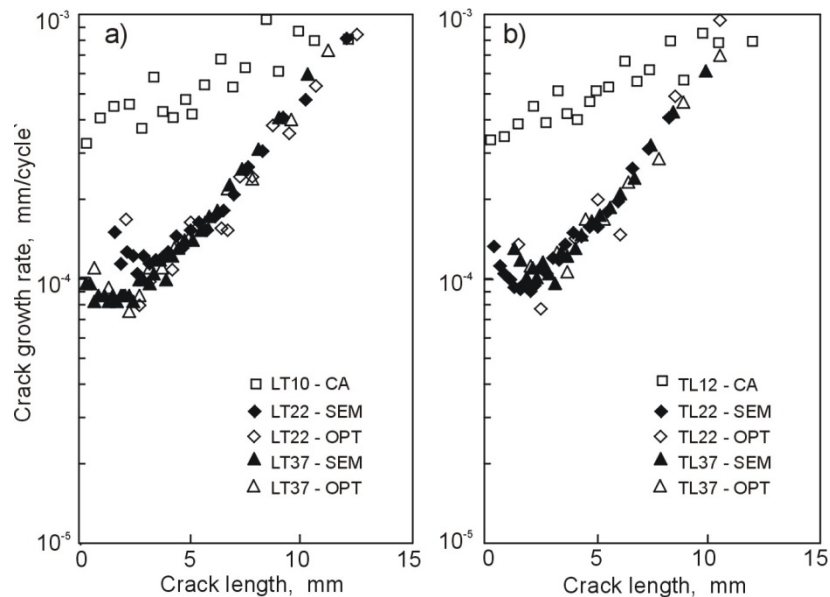 a)
10⁻³
10⁻⁴
10⁻⁵
Crack growth rate, mm/cycle`
LT10 - CA
LT22 - SEM
LT22 - OPT
LT37 - SEM
LT37 - OPT
0 5 10 15
Crack length, mm
b)
10⁻³
10⁻⁴
10⁻⁵
TL12 - CA
TL22 - SEM
TL22 - OPT
TL37 - SEM
TL37 - OPT
0 5 10 15
Crack length, mm